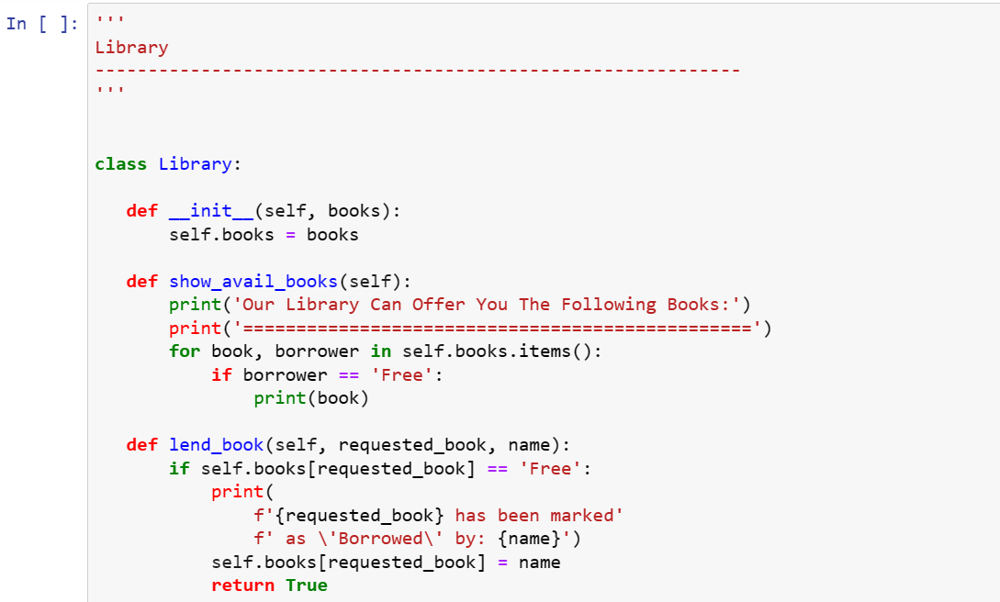 In [ ]:
'''
Library
-------------------------------------------------------------
'''
class Library:
   def __init__(self, books):
       self.books = books
   def show_avail_books(self):
       print('Our Library Can Offer You The Following Books:')
       print('================================================')
       for book, borrower in self.books.items():
           if borrower == 'Free':
               print(book)
   def lend_book(self, requested_book, name):
       if self.books[requested_book] == 'Free':
           print(
               f'{requested_book} has been marked'
               f' as \'Borrowed\' by: {name}')
           self.books[requested_book] = name
           return True